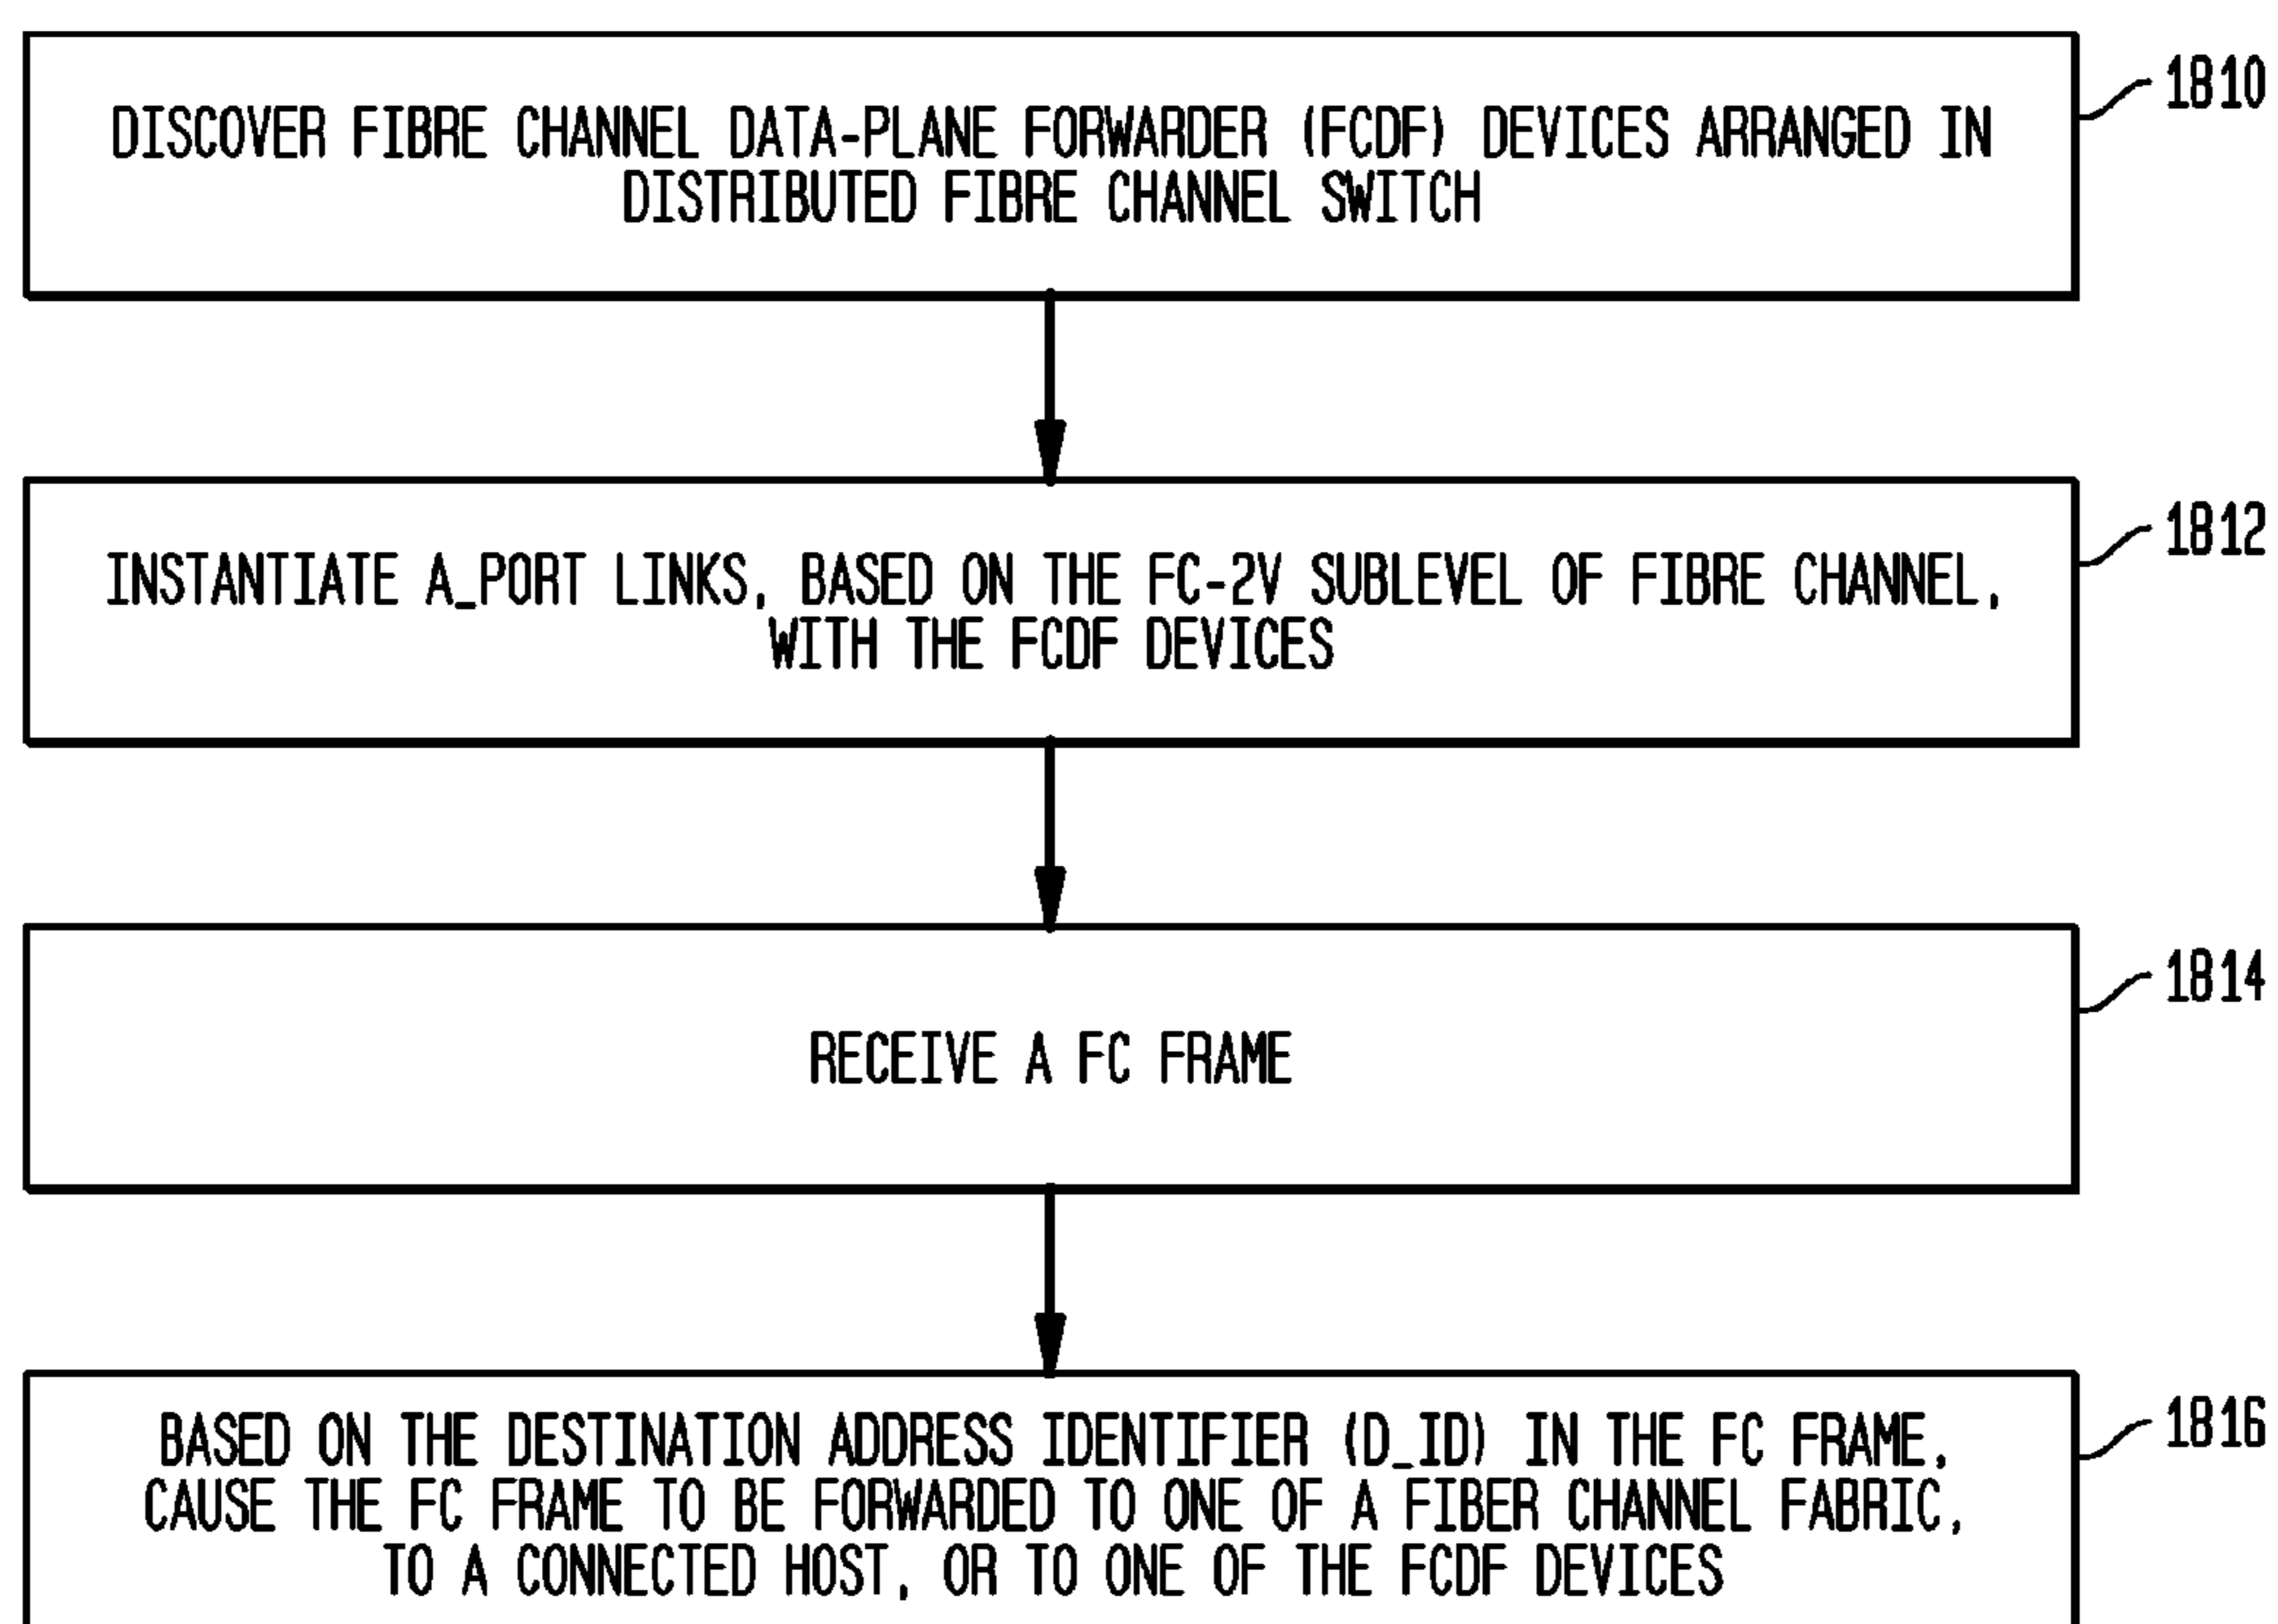 DISCOVER FIBRE CHANNEL DATA-PLANE FORWARDER (FCDF) DEVICES ARRANGED IN
DISTRIBUTED FIBRE CHANNEL SWITCH
1810
INSTANTIATE A_PORT LINKS, BASED ON THE FC-2V SUBLEVEL OF FIBRE CHANNEL,
WITH THE FCDF DEVICES
1812
RECEIVE A FC FRAME
1814
BASED ON THE DESTINATION ADDRESS IDENTIFIER (D_ID) IN THE FC FRAME,
CAUSE THE FC FRAME TO BE FORWARDED TO ONE OF A FIBER CHANNEL FABRIC,
TO A CONNECTED HOST, OR TO ONE OF THE FCDF DEVICES
1816